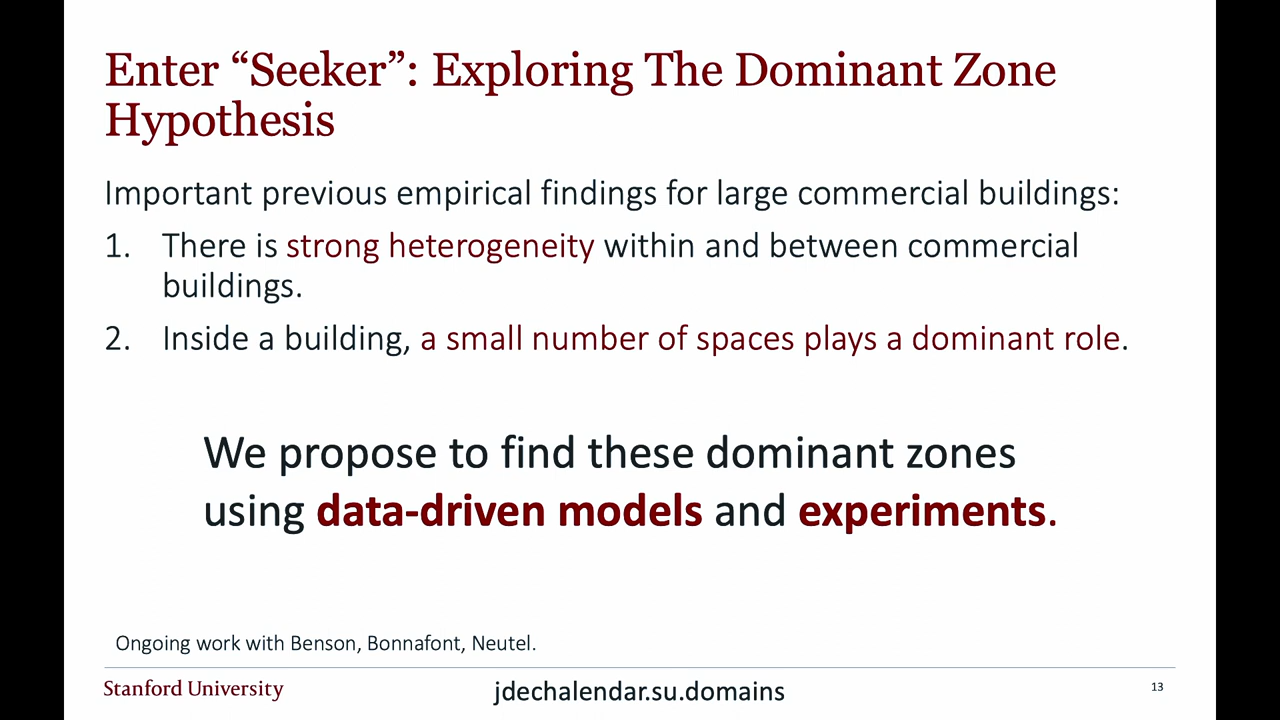 Enter “Seeker”: Exploring The Dominant Zone
Hypothesis
Important previous empirical findings for large commercial buildings:
1. There is strong heterogeneity within and between commercial
buildings.
2. Inside a building, a small number of spaces plays a dominant role.
We propose to find these dominant zones
using data-driven models and experiments.
Ongoing work with Benson, Bonnafont, Neutel.
Stanford University
jdechalendar.su.domains
13